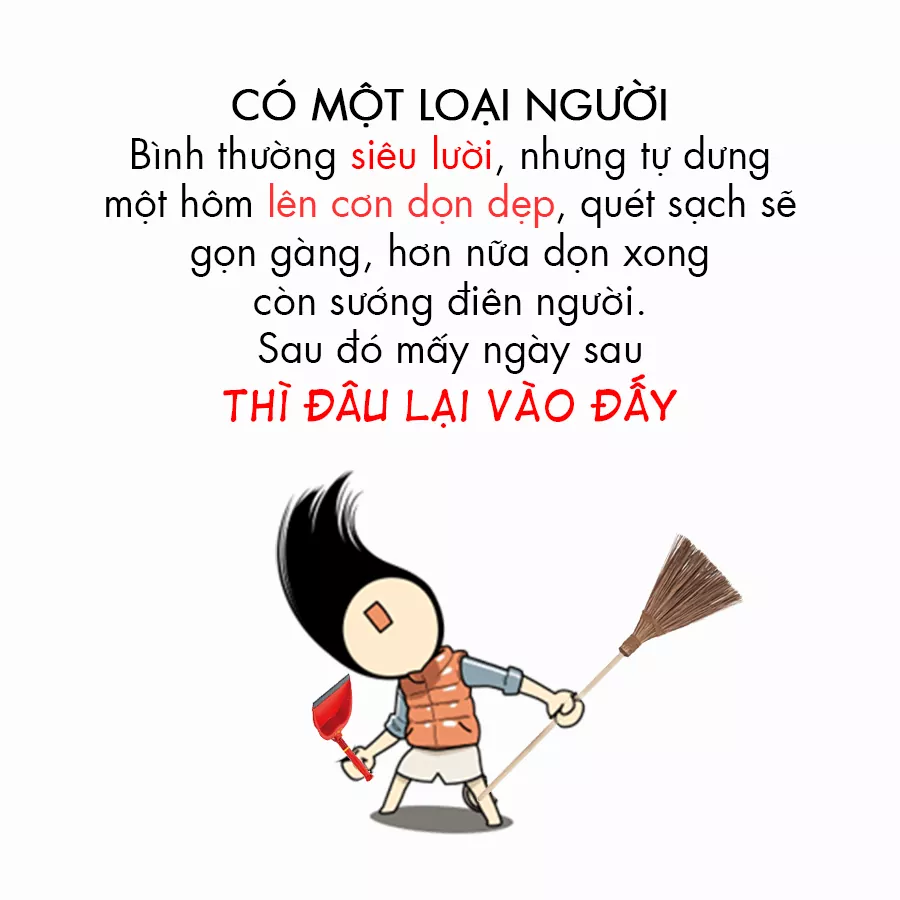 CÓ MỘT LOẠI NGƯỜI
Bình thường siêu lười, nhưng tự dưng
một hôm lên cơn dọn dẹp, quét sạch sẽ
gọn gàng, hơn nữa dọn xong
còn sướng điên người.
Sau đó mấy ngày sau
THÌ ĐÂU LẠI VÀO ĐẤY